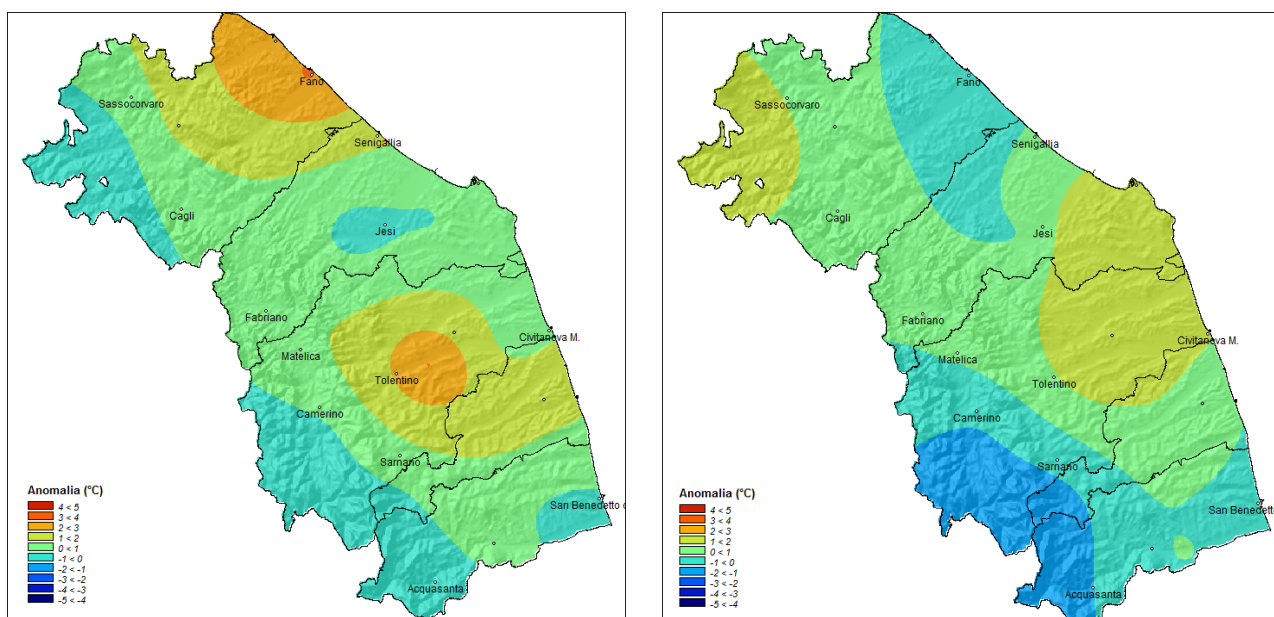 Fano
Sassocorvaro
Senigallia
Cagli
Jesi
Fabriano
Civitanova M.
Matelica
Tolentino
Camerino
Sarnano
San Benedetto d
Acquasanta
Anomalia (°C)
4 < 5
3 < 4
2 < 3
1 < 2
0 < 1
-1 < 0
-2 < -1
-3 < -2
-4 < -3
-5 < -4
Fano
Sassocorvaro
Senigallia
Cagli
Jesi
Fabriano
Civitanova M.
Matelica
Tolentino
Camerino
Sarnano
San Benedetto
Acquasanta
Anomalia (°C)
4 < 5
3 < 4
2 < 3
1 < 2
0 < 1
-1 < 0
-2 < -1
-3 < -2
-4 < -3
-5 < -4